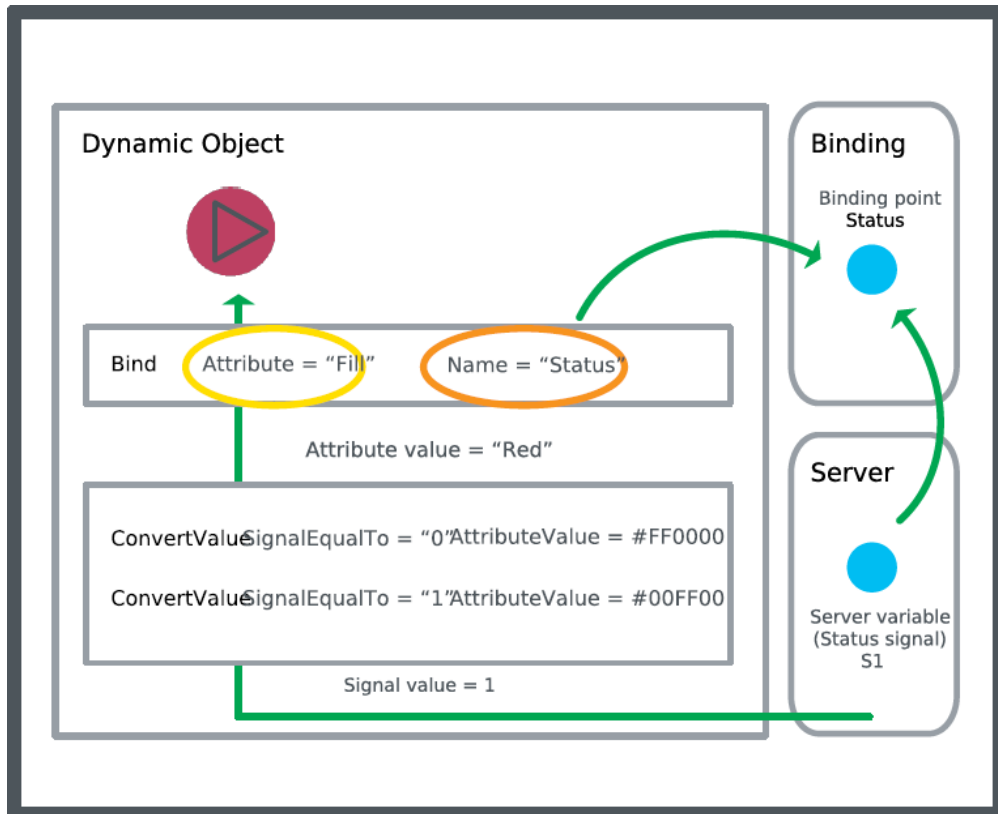 Dynamic Object
Bind Attribute = “Fill” Name = “Status”
Attribute value = “Red”
ConvertValue SignalEqualTo = “0” AttributeValue = #FF0000
ConvertValue SignalEqualTo = “1” AttributeValue = #00FF00
Signal value = 1
Binding
Binding point
Status
Server
Server variable
(Status signal)
S1